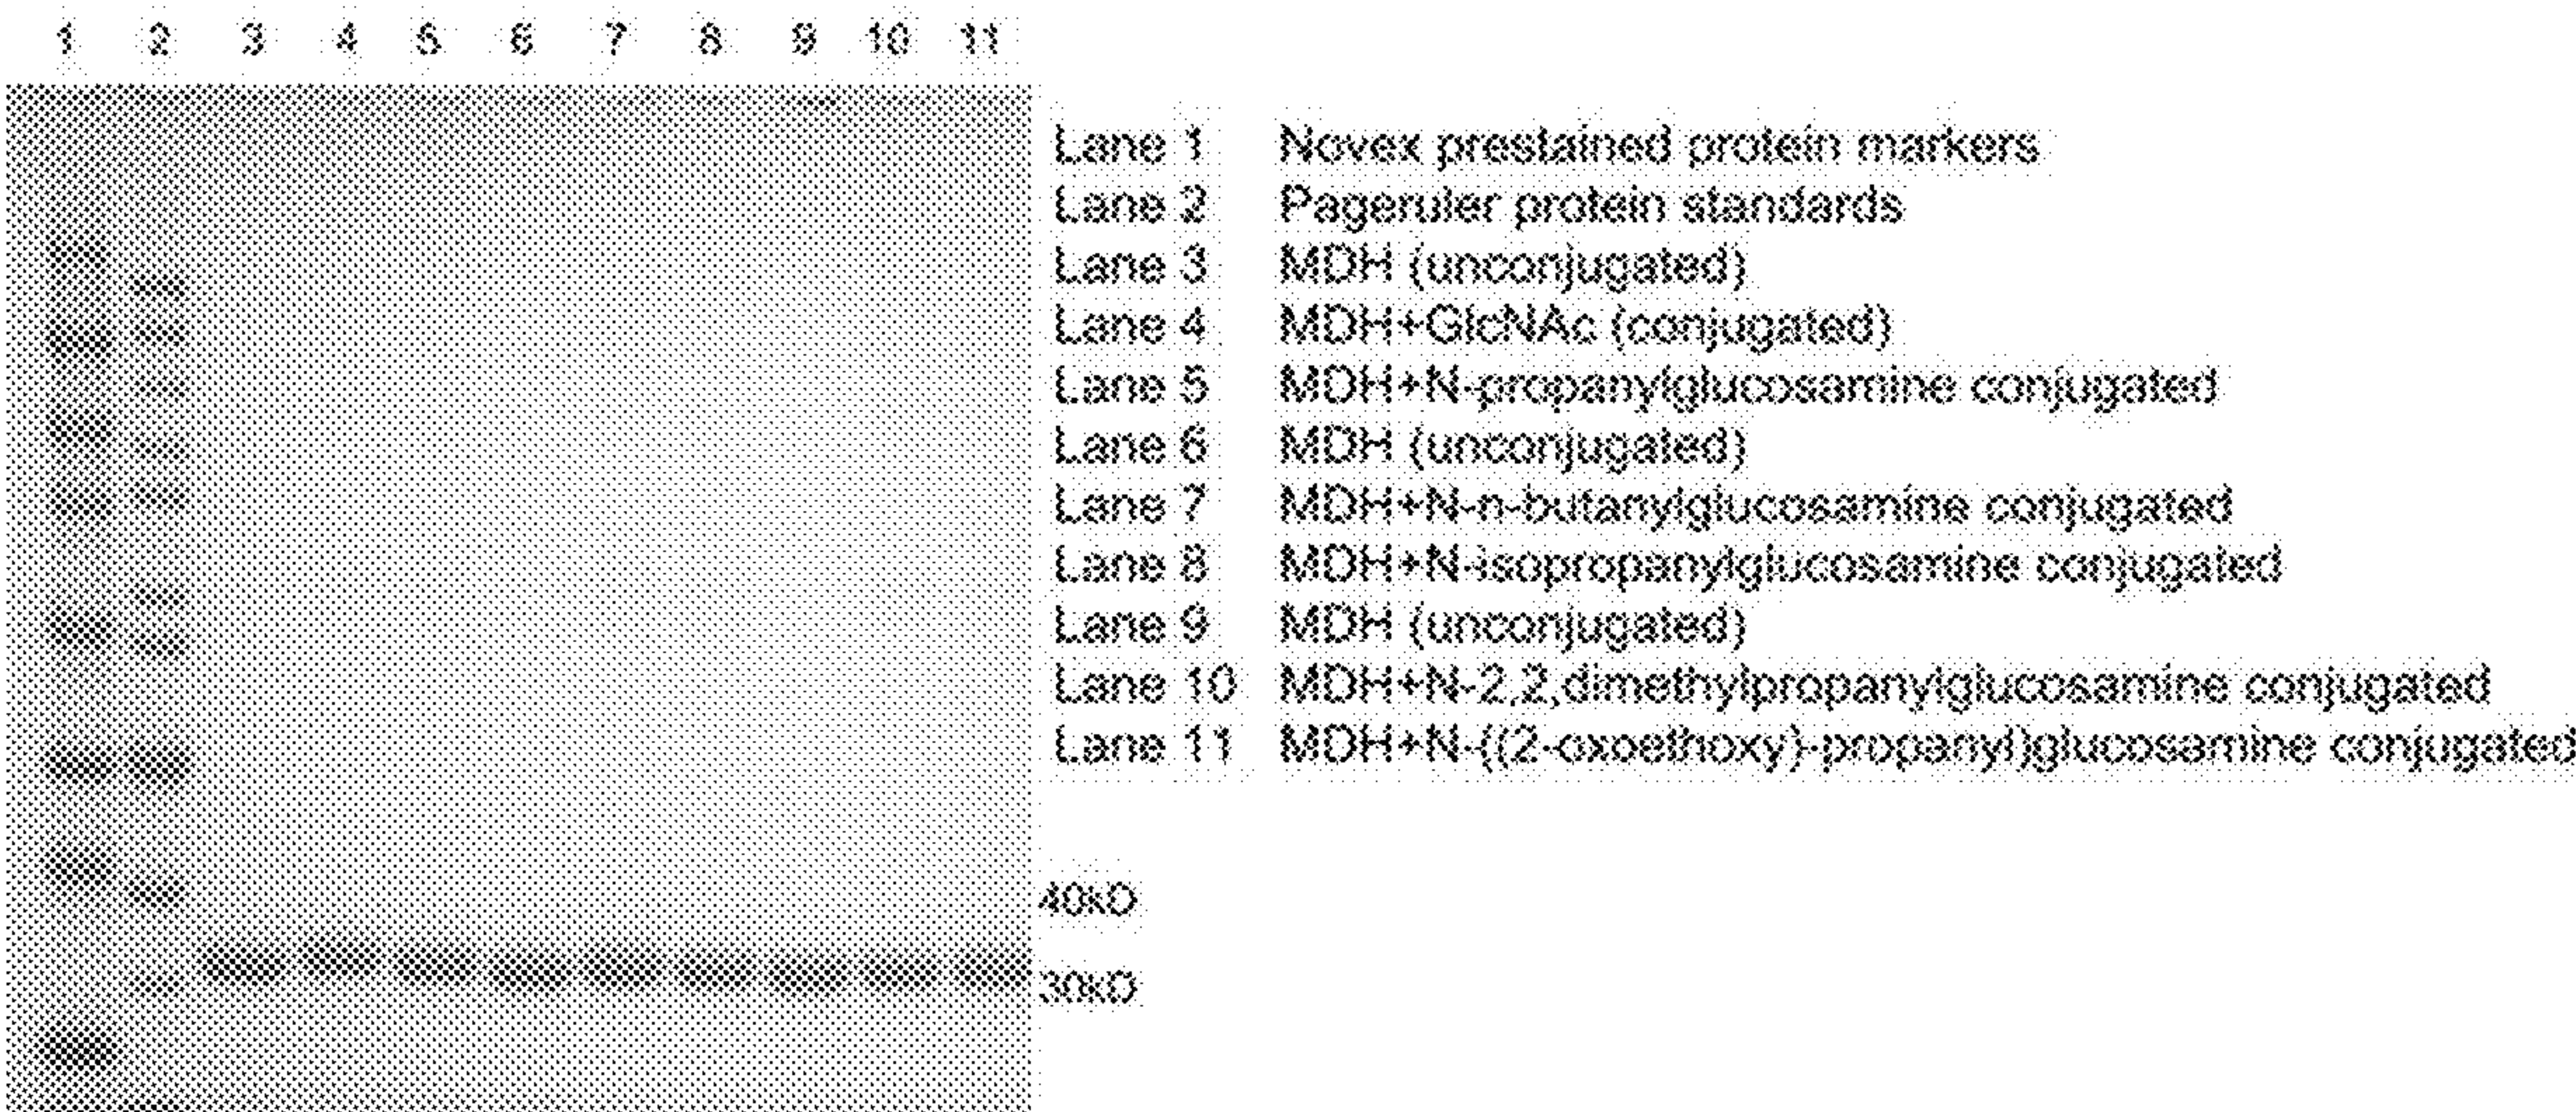 1 2 3 4 5 6 7 8 9 10 11
Lane 1 Novex prestained protein markers
Lane 2 Pageruler protein standards
Lane 3 MDH (unconjugated)
Lane 4 MDH+GlcNAc (conjugated)
Lane 5 MDH+N-propanylglucosamine conjugated
Lane 6 MDH (unconjugated)
Lane 7 MDH+N-n-butanylglucosamine conjugated
Lane 8 MDH+N-isopropanylglucosamine conjugated
Lane 9 MDH (unconjugated)
Lane 10 MDH+N-2,2,dimethylpropanylglucosamine conjugated
Lane 11 MDH+N-((2-oxoethoxy)-propanyl)glucosamine conjugated
40kD
30kD